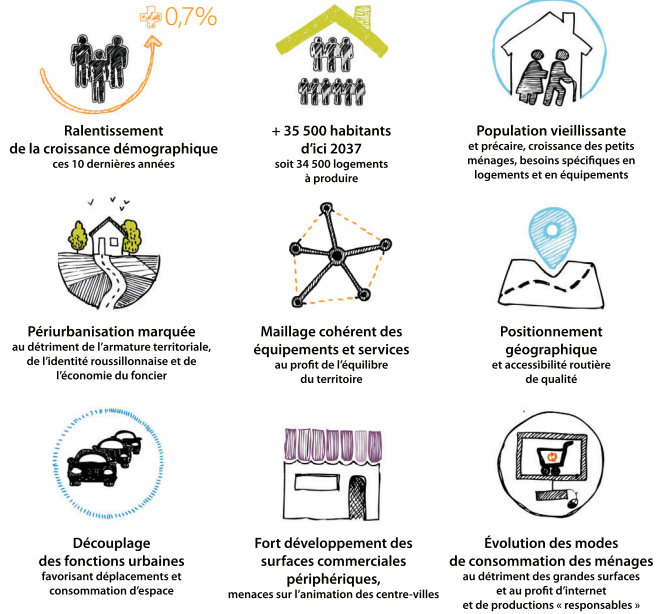 0,7%
Ralentissement
de la croissance démographique
ces 10 dernières années
+ 35 500 habitants
d'ici 2037
soit 34 500 logements
à produire
Population vieillissante
et précaire, croissance des petits
ménages, besoins spécifiques en
logements et en équipements
Périurbanisation marquée
au détriment de l'armature territoriale,
de l'identité roussillonnaise et de
l'économie du foncier
Maillage cohérent des
équipements et services
au profit de l'équilibre
du territoire
Positionnement
géographique
et accessibilité routière
de qualité
Découplage
des fonctions urbaines
favorisant déplacements et
consommation d'espace
Fort développement des
surfaces commerciales
périphériques,
menaces sur l'animation des centre-villes
Évolution des modes
de consommation des ménages
au détriment des grandes surfaces
et au profit d'internet
et de productions « responsables »